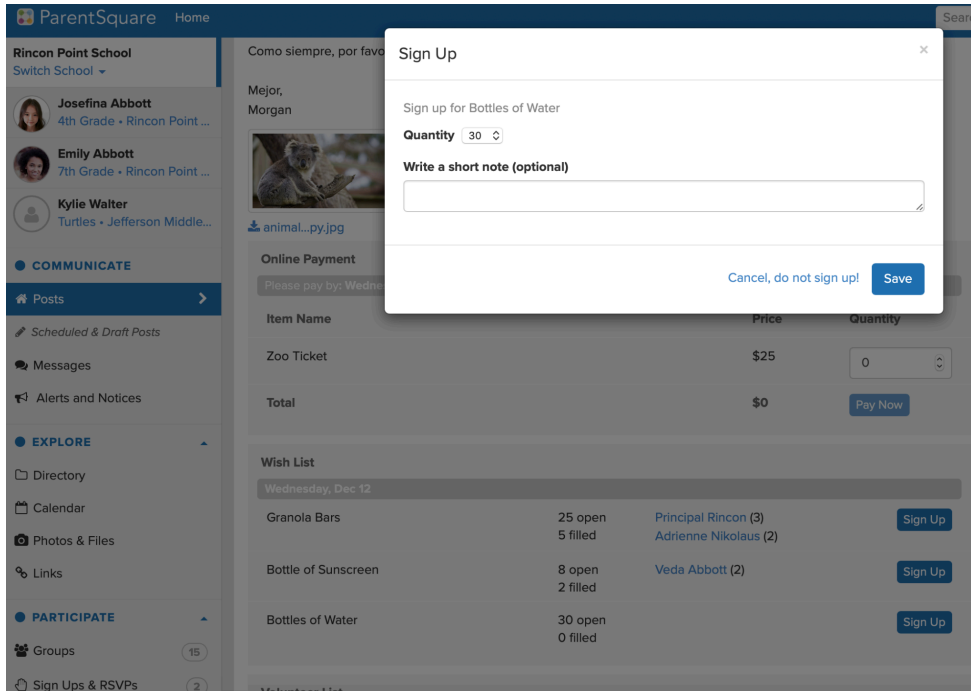 ParentSquare Home
Sear
Rincon Point School
Switch School
Josefina Abbott
4th Grade • Rincon Point ...
Emily Abbott
7th Grade • Rincon Point ...
Kylie Walter
Turtles • Jefferson Middle...
COMMUNICATE
Posts
Scheduled & Draft Posts
Messages
Alerts and Notices
EXPLORE
Directory
Calendar
Photos & Files
Links
PARTICIPATE
Groups 15
Sign Ups & RSVPs 2
Como siempre, por favo
Mejor,
Morgan
animal...py.jpg
Sign Up ×
Sign up for Bottles of Water
Quantity 30
Write a short note (optional)
Cancel, do not sign up! Save
Online Payment
Please pay by: Wedne
Item Name Price Quantity
Zoo Ticket $25 0
Total $0 Pay Now
Wish List
Wednesday, Dec 12
Granola Bars 25 open Principal Rincon (3) Sign Up
5 filled Adrienne Nikolaus (2)
Bottle of Sunscreen 8 open Veda Abbott (2) Sign Up
2 filled
Bottles of Water 30 open Sign Up
0 filled
Volunteer List